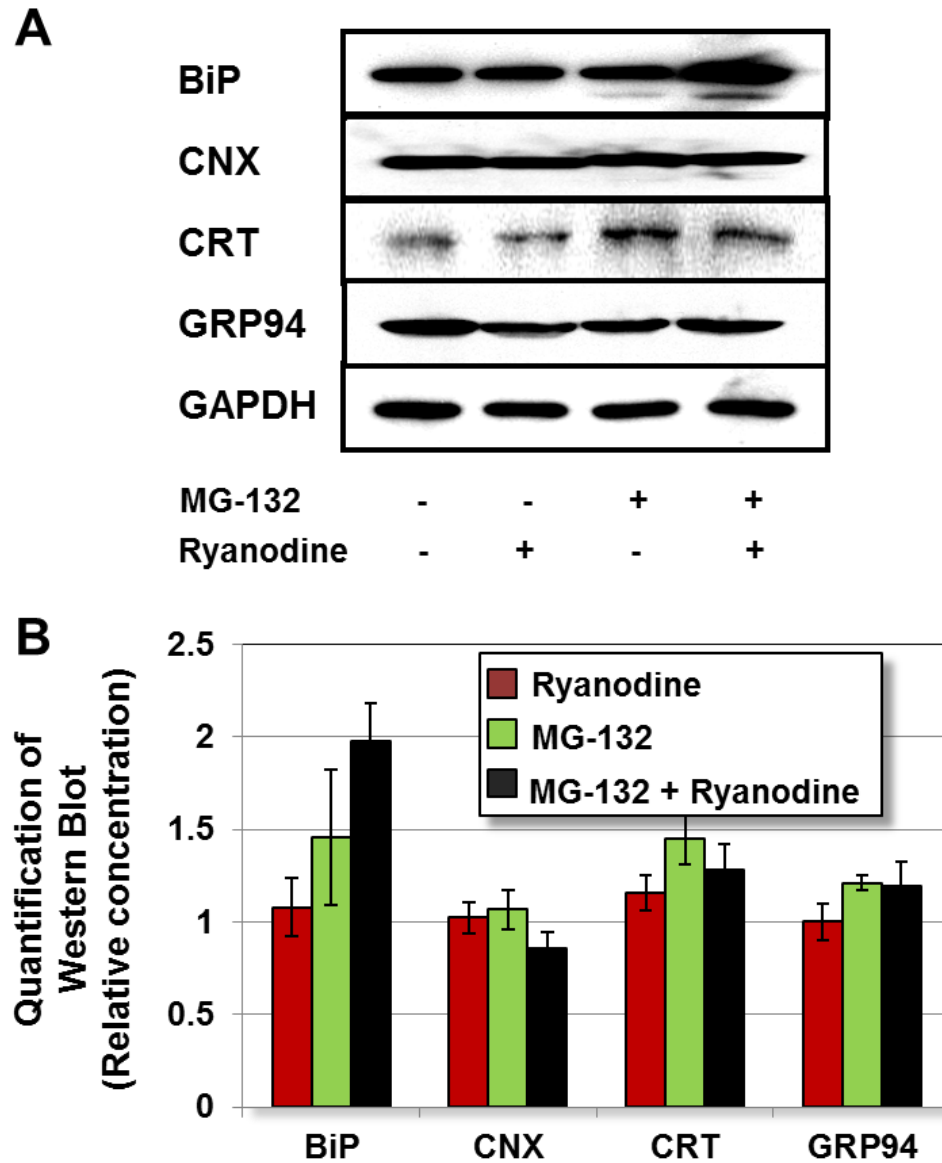 A
BiP
CNX
CRT
GRP94
GAPDH
MG-132 - - + +
Ryanodine - + - +
B
Quantification of
Western Blot
(Relative concentration)
2.5
2
1.5
1
0.5
0
Ryanodine
MG-132
MG-132 + Ryanodine
BiP CNX CRT GRP94